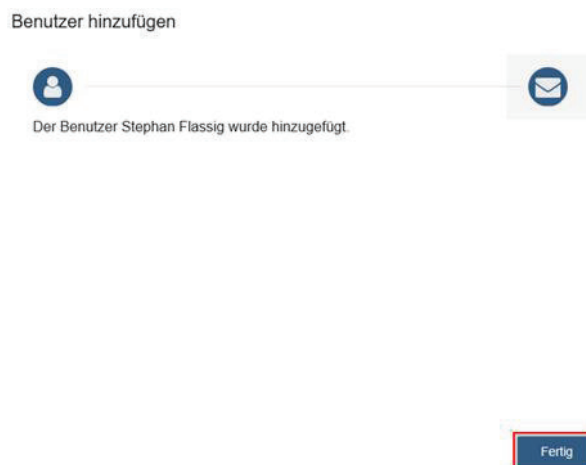 Benutzer hinzufügen
Der Benutzer Stephan Flassig wurde hinzugefügt.
Fertig